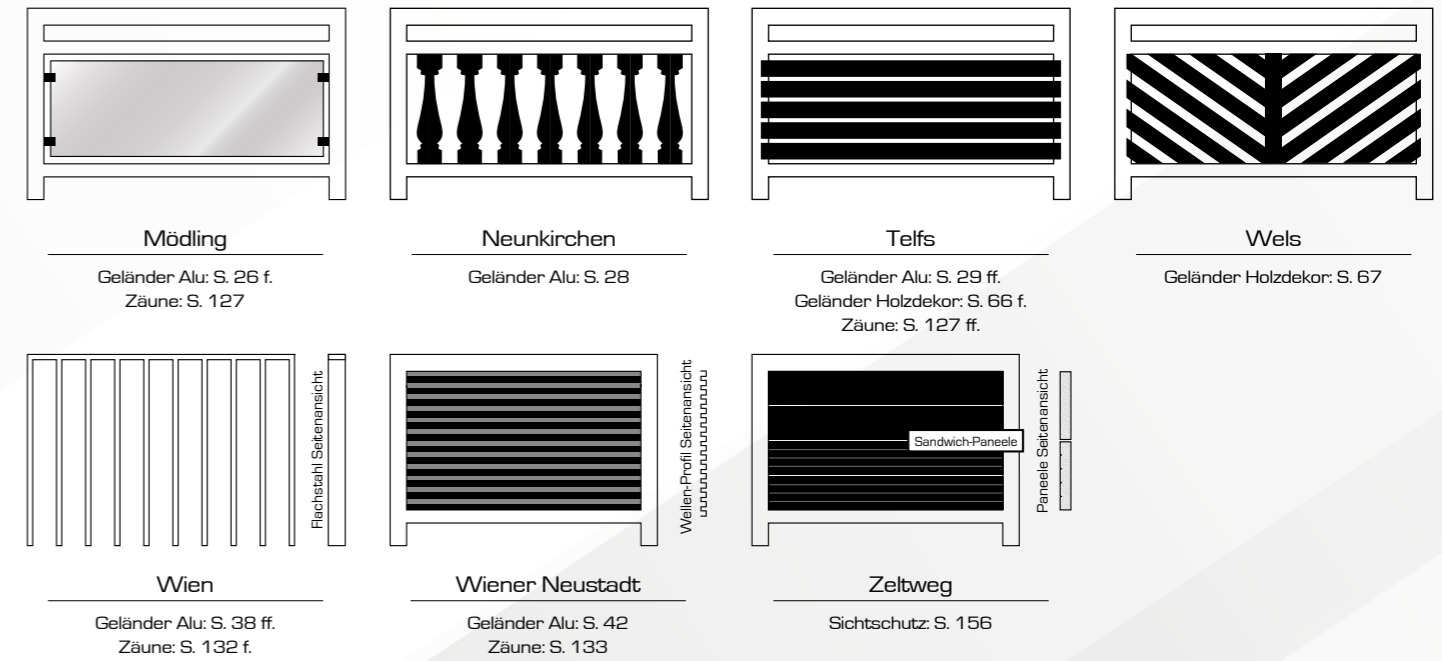 Mödling
Geländer Alu: S. 26 f.
Zäune: S. 127
Neunkirchen
Geländer Alu: S. 28
Telfs
Geländer Alu: S. 29 ff.
Geländer Holzdekor: S. 66 f.
Zäune: S. 127 ff.
Wels
Geländer Holzdekor: S. 67
Flachstahl Seitenansicht
Wien
Geländer Alu: S. 38 ff.
Zäune: S. 132 f.
Wellen-Profil Seitenansicht
Wiener Neustadt
Geländer Alu: S. 42
Zäune: S. 133
Sandwich-Paneele
Paneele Seitenansicht
Zeltweg
Sichtschutz: S. 156